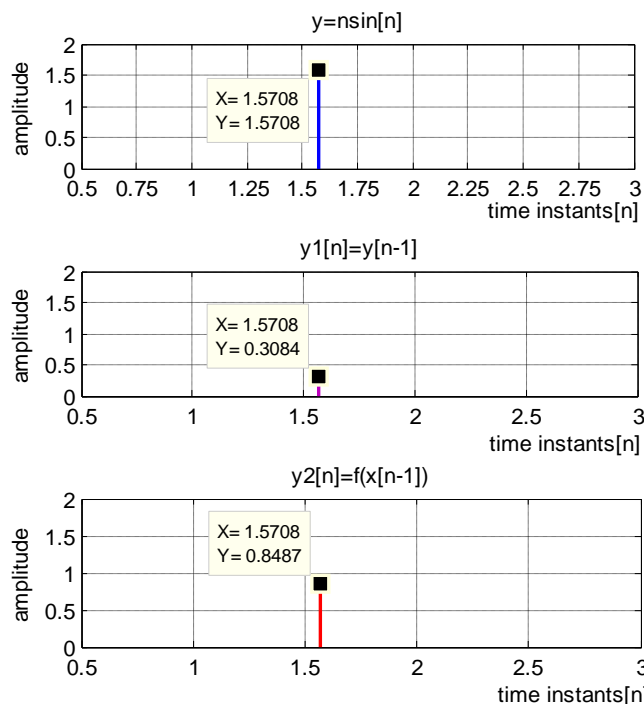 y=nsin[n]
2
1.5
1
0.5
0
amplitude
X= 1.5708
Y= 1.5708
0.5 0.75 1 1.25 1.5 1.75 2 2.25 2.5 2.75 3
time instants[n]
y1[n]=y[n-1]
2
1.5
1
0.5
0
amplitude
X= 1.5708
Y= 0.3084
0.5 1 1.5 2 2.5 3
time instants[n]
y2[n]=f(x[n-1])
2
1.5
1
0.5
0
amplitude
X= 1.5708
Y= 0.8487
0.5 1 1.5 2 2.5 3
time instants[n]